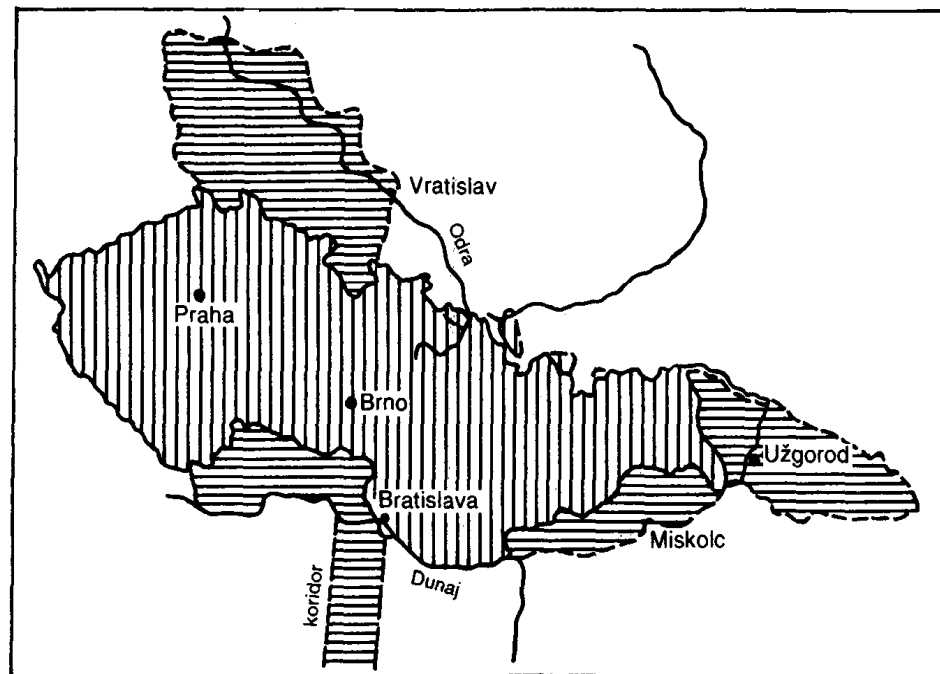 Vratislav
Odra
Praha
Brno
Užgorod
Bratislava
Miskolc
Dunaj
koridor